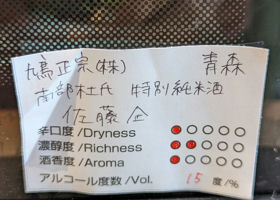 鳩正宗(株) 青森
南部杜氏 特別純米酒
佐藤企
辛口度/Dryness
濃醇度/Richness
酒香度/Aroma
アルコール度数/Vol. 15度/%